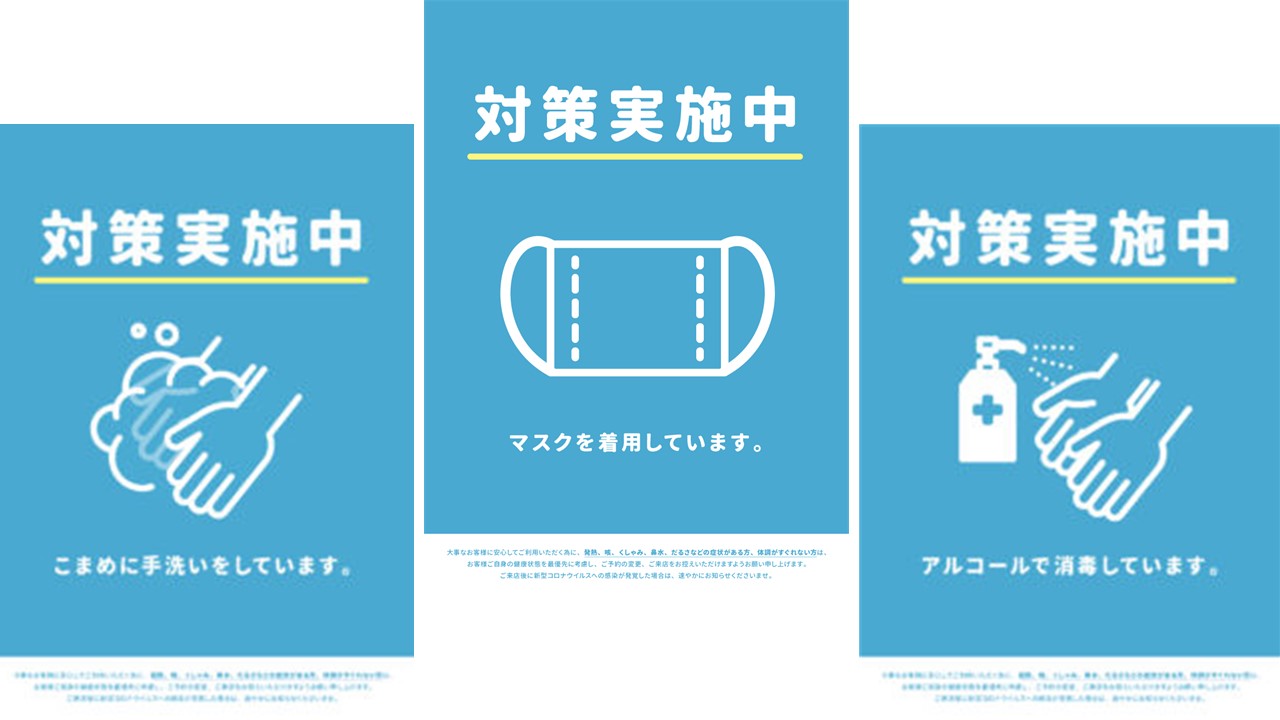 対策実施中
こまめに手洗いをしています。
対策実施中
マスクを着用しています。
大事なお客様に安心してご利用いただく為に、発熱、咳、くしゃみ、鼻水、だるさなどの症状がある方、体調がすぐれない方は、
お客様ご自身の健康状態を最優先に考慮し、ご予約の変更、ご来店をお控えいただけますようお願い申し上げます。
ご来店後に新型コロナウイルスへの感染が発覚した場合は、速やかにお知らせくださいませ。
対策実施中
アルコールで消毒しています。